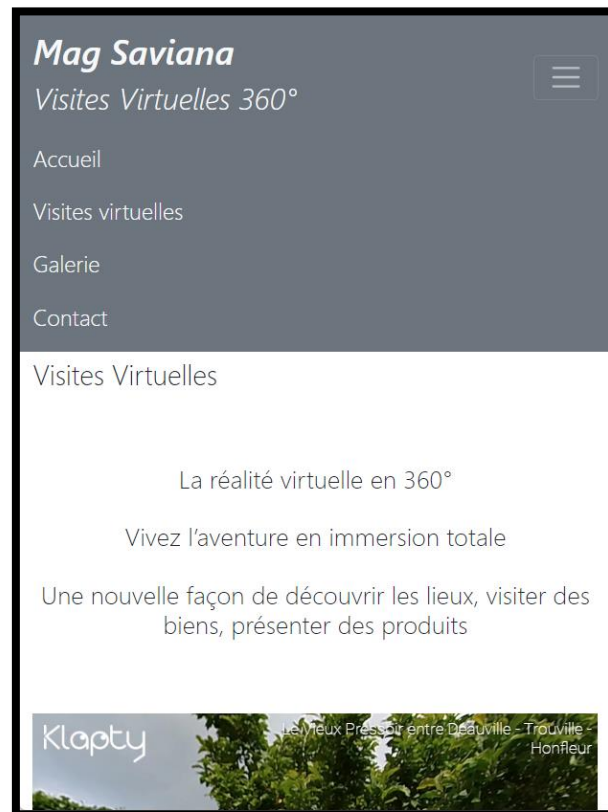 Mag Saviana
Visites Virtuelles 360°
Accueil
Visites virtuelles
Galerie
Contact
Visites Virtuelles
La réalité virtuelle en 360°
Vivez l’aventure en immersion totale
Une nouvelle façon de découvrir les lieux, visiter des
biens, présenter des produits
Klapty
Le Vieux Pressoir entre Deauville - Trouville -
Honfleur